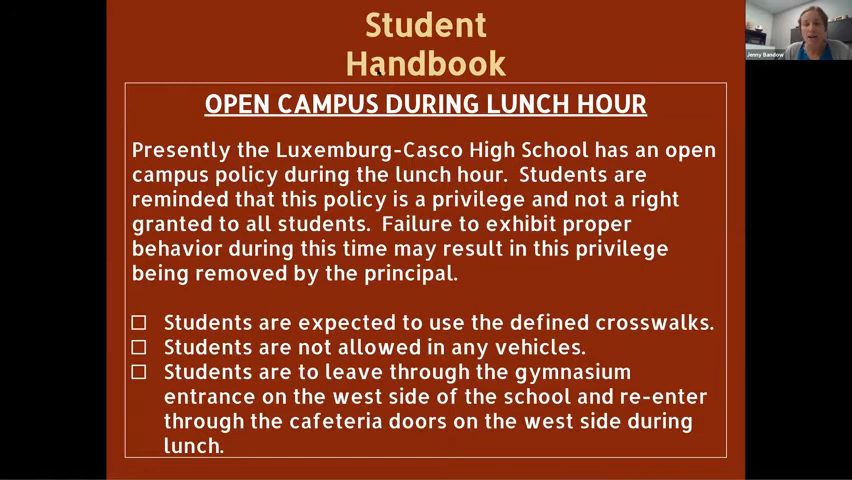 Student
Handbook
Jenny Bandow
OPEN CAMPUS DURING LUNCH HOUR
Presently the Luxemburg-Casco High School has an open
campus policy during the lunch hour. Students are
reminded that this policy is a privilege and not a right
granted to all students. Failure to exhibit proper
behavior during this time may result in this privilege
being removed by the principal.
Students are expected to use the defined crosswalks.
Students are not allowed in any vehicles.
Students are to leave through the gymnasium
entrance on the west side of the school and re-enter
through the cafeteria doors on the west side during
lunch.